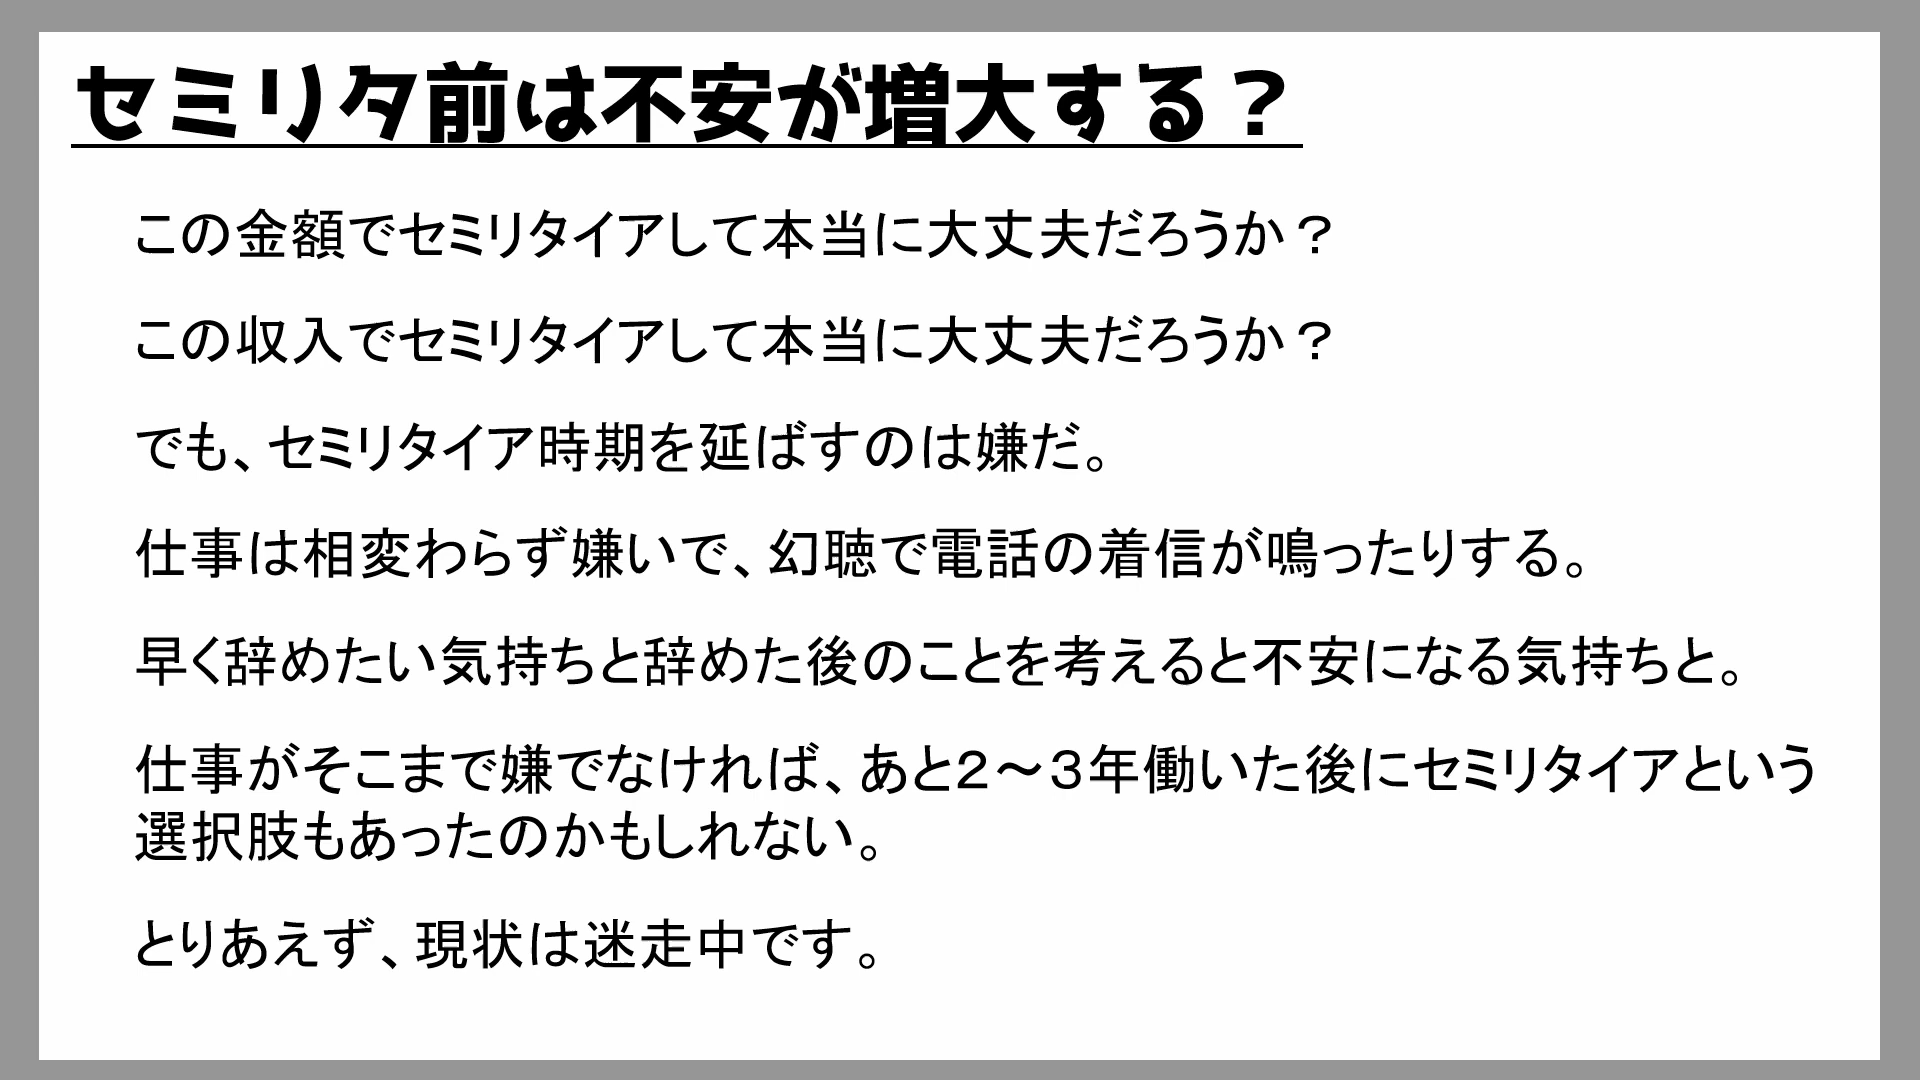 セミリタ前は不安が増大する？
この金額でセミリタイアして本当に大丈夫だろうか？
この収入でセミリタイアして本当に大丈夫だろうか？
でも、セミリタイア時期を延ばすのは嫌だ。
仕事は相変わらず嫌いで、幻聴で電話の着信が鳴ったりする。
早く辞めたい気持ちと辞めた後のことを考えると不安になる気持ちと。
仕事がそこまで嫌でなければ、あと２～３年働いた後にセミリタイアという
選択肢もあったのかもしれない。
とりあえず、現状は迷走中です。